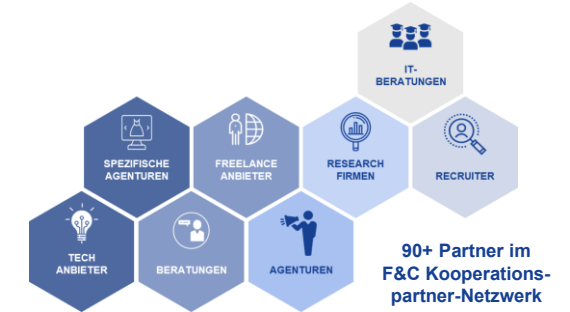 IT-
BERATUNGEN
SPEZIFISCHE
AGENTUREN
FREELANCE
ANBIETER
RESEARCH
FIRMEN
RECRUITER
TECH
ANBIETER
BERATUNGEN
AGENTUREN
90+ Partner im
F&C Kooperations-
partner-Netzwerk